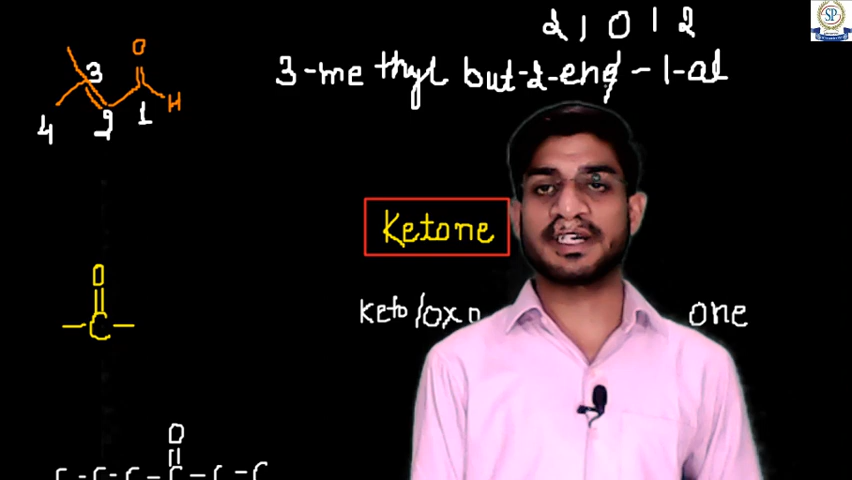 2 1 0 1 2
3-methyl but-2-ene-1-al
O
3
H
4 2 1
Ketone
O
C
Keto/oxo one
O
C-C-C-C-C-C
SP